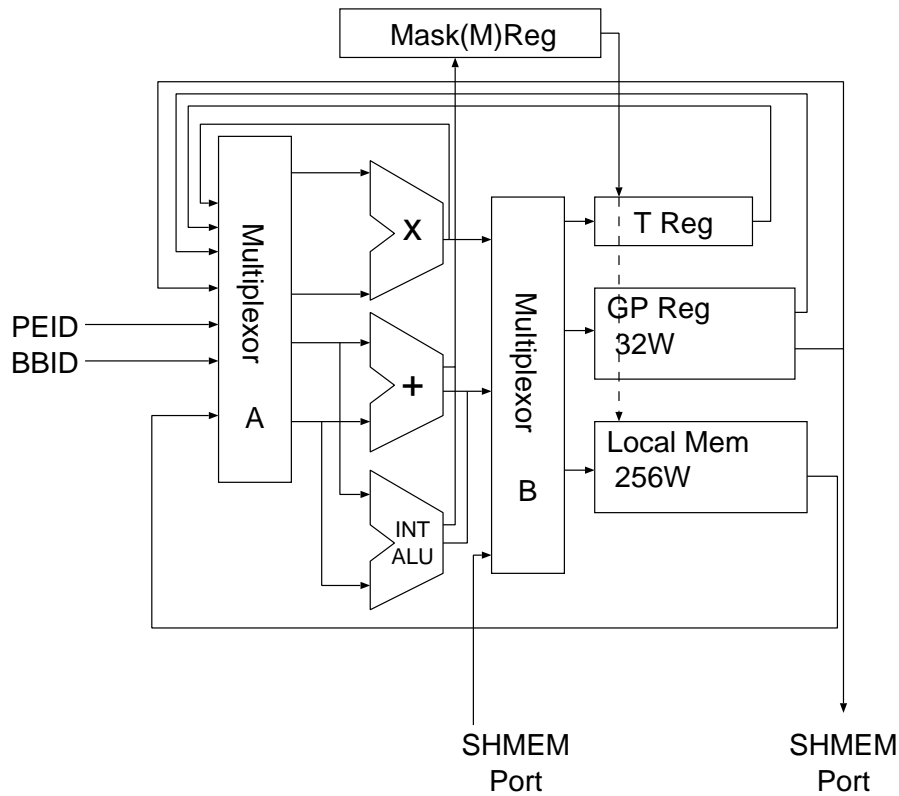 Mask(M)Reg
Multiplexor
A
PEID
BBID
X
+
INT
ALU
Multiplexor
B
T Reg
GP Reg
32W
Local Mem
256W
SHMEM
Port
SHMEM
Port